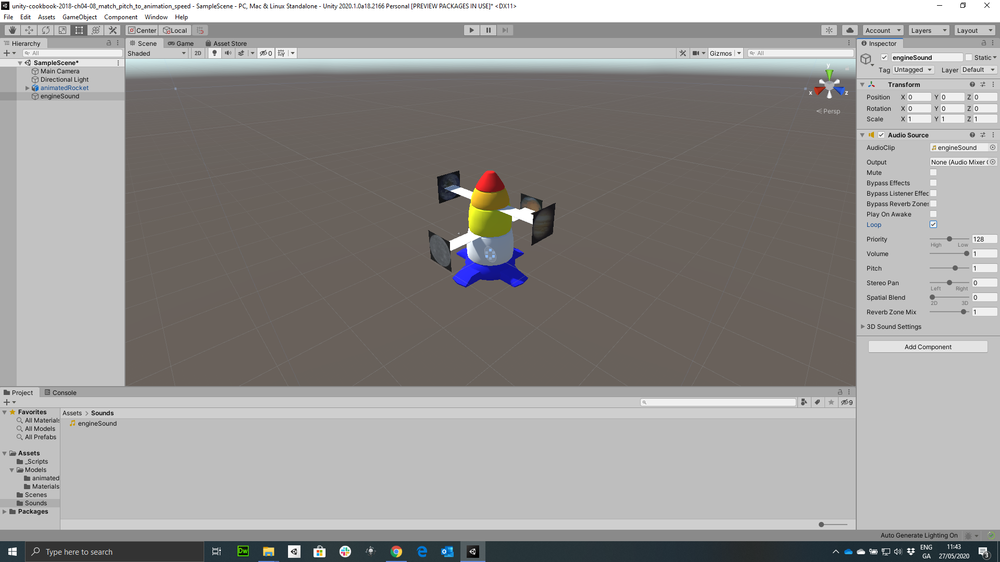 unity-cookbook-2018-ch04-08_match_pitch_to_animation_speed - SampleScene - PC, Mac & Linux Standalone - Unity 2020.1.0a18.2166 Personal [PREVIEW PACKAGES IN USE]* <DX11>
File Edit Assets GameObject Component Window Help
Center Local Account Layers Layout
Hierarchy
All
SampleScene*
Main Camera
Directional Light
animatedRocket
engineSound
Scene Game Asset Store
Shaded 2D 0 Gizmos All
y
x z
Persp
Inspector
engineSound Static
Tag Untagged Layer Default
Transform
Position X 0 Y 0 Z 0
Rotation X 0 Y 0 Z 0
Scale X 1 Y 1 Z 1
Audio Source
AudioClip engineSound
Output None (Audio Mixer
Mute
Bypass Effects
Bypass Listener Effec
Bypass Reverb Zones
Play On Awake
Loop
Priority 128
High Low
Volume 1
Pitch 1
Stereo Pan 0
Left Right
Spatial Blend 0
2D 3D
Reverb Zone Mix 1
3D Sound Settings
Add Component
Project Console
9
Favorites
All Materials
All Models
All Prefabs
Assets
_Scripts
Models
animated
Materials
Scenes
Sounds
Packages
Assets > Sounds
engineSound
Auto Generate Lighting On
Type here to search
Dw
ENG
GA
11:43
27/05/2020
3